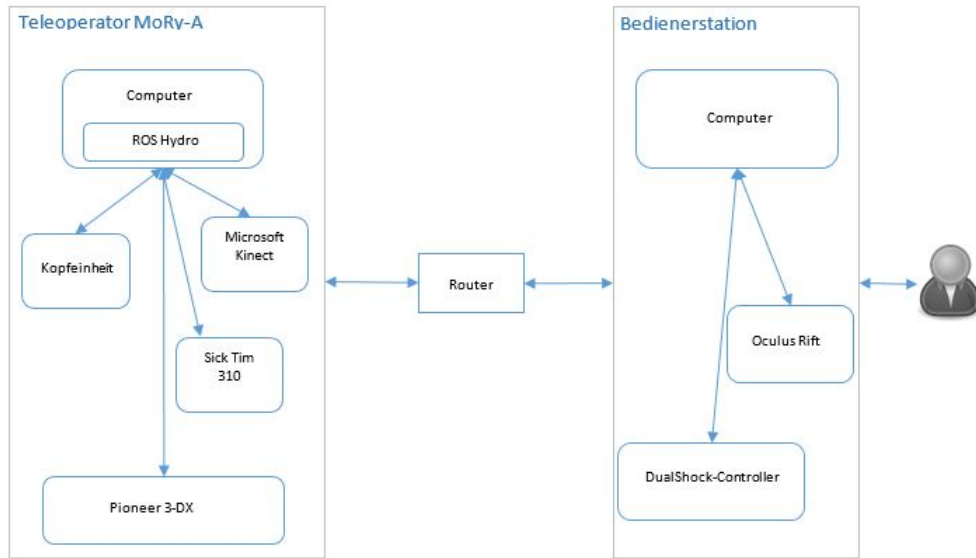 Teleoperator MoRy-A
Computer
ROS Hydro
Kopfeinheit
Microsoft
Kinect
Sick Tim
310
Pioneer 3-DX
Router
Bedienerstation
Computer
Oculus Rift
DualShock-Controller